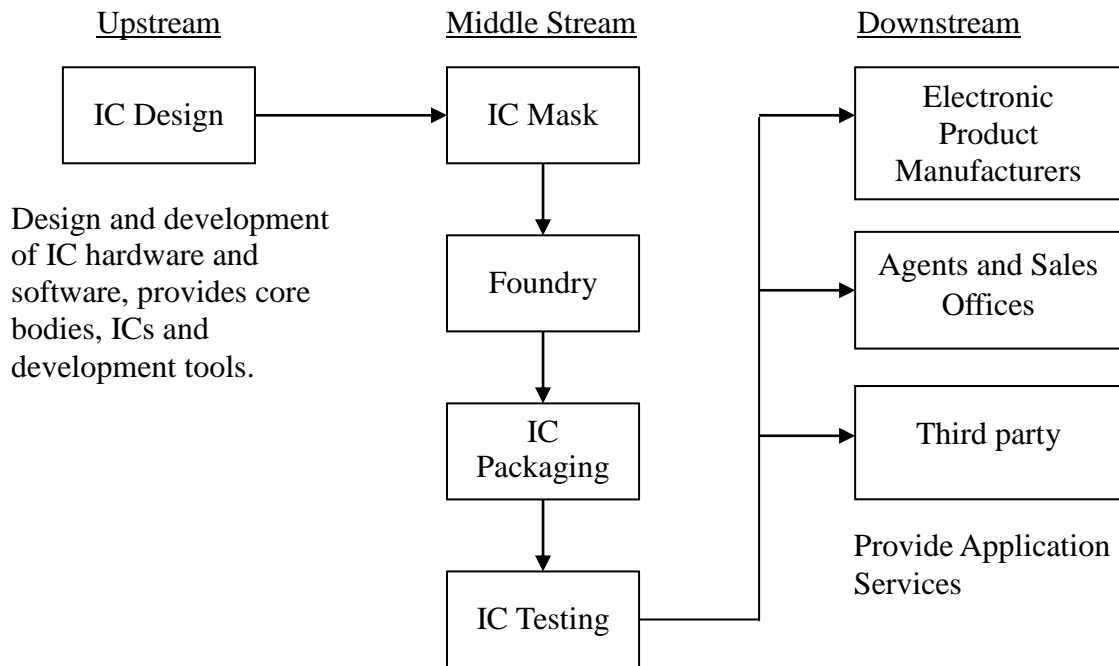 Upstream
Middle Stream
Downstream
IC Design
IC Mask
Electronic
Product
Manufacturers
Design and development
of IC hardware and
software, provides core
bodies, ICs and
development tools.
Foundry
Agents and Sales
Offices
IC
Packaging
Third party
IC Testing
Provide Application
Services